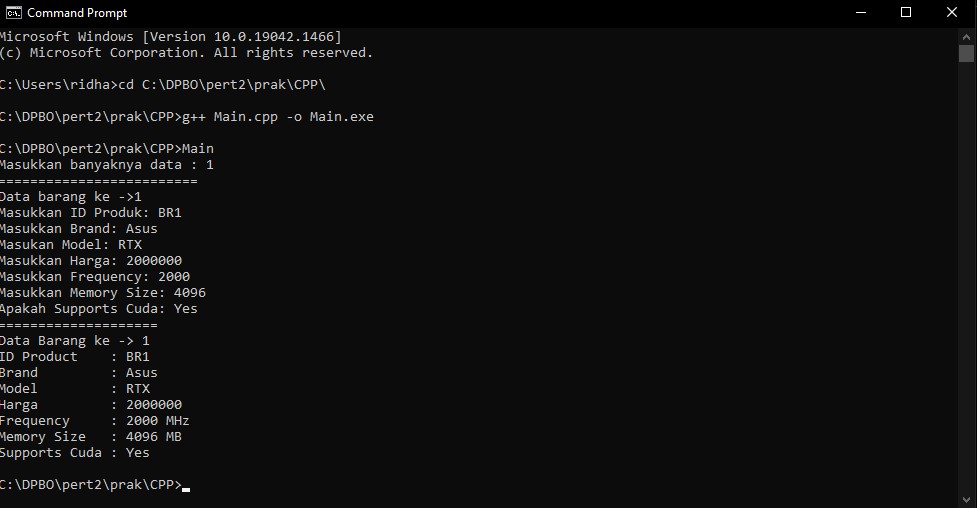 Command Prompt
Microsoft Windows [Version 10.0.19042.1466]
(c) Microsoft Corporation. All rights reserved.
C:\Users\ridha>cd C:\DPBO\pert2\prak\CPP\
C:\DPBO\pert2\prak\CPP>g++ Main.cpp -o Main.exe
C:\DPBO\pert2\prak\CPP>Main
Masukkan banyaknya data : 1
=========================
Data barang ke ->1
Masukkan ID Produk: BR1
Masukkan Brand: Asus
Masukan Model: RTX
Masukkan Harga: 2000000
Masukkan Frequency: 2000
Masukkan Memory Size: 4096
Apakah Supports Cuda: Yes
====================
Data Barang ke -> 1
ID Product    : BR1
Brand         : Asus
Model         : RTX
Harga         : 2000000
Frequency     : 2000 MHz
Memory Size   : 4096 MB
Supports Cuda : Yes
C:\DPBO\pert2\prak\CPP>